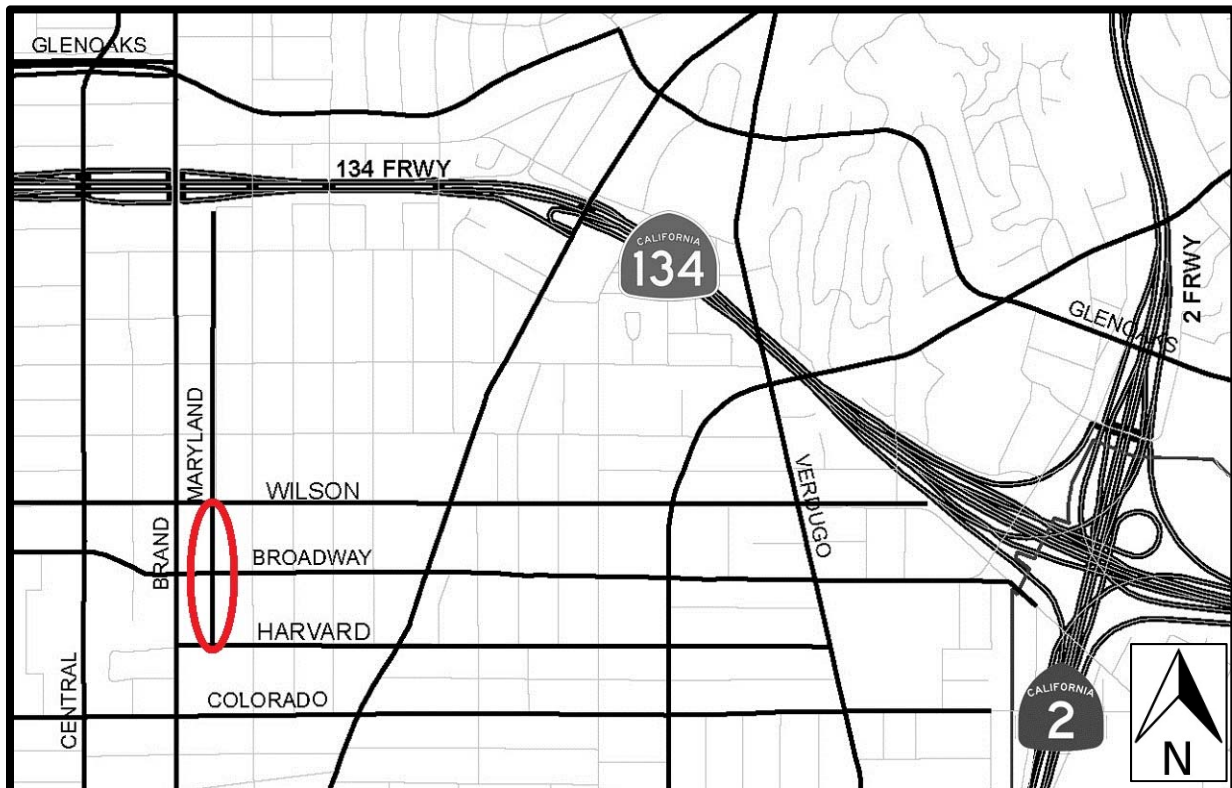 GLENOAKS
134 FRWY
CALIFORNIA
134
2 FRWY
GLENOAKS
MARYLAND
WILSON
VERDUGO
BRAND
BROADWAY
HARVARD
CENTRAL
COLORADO
CALIFORNIA
2
N